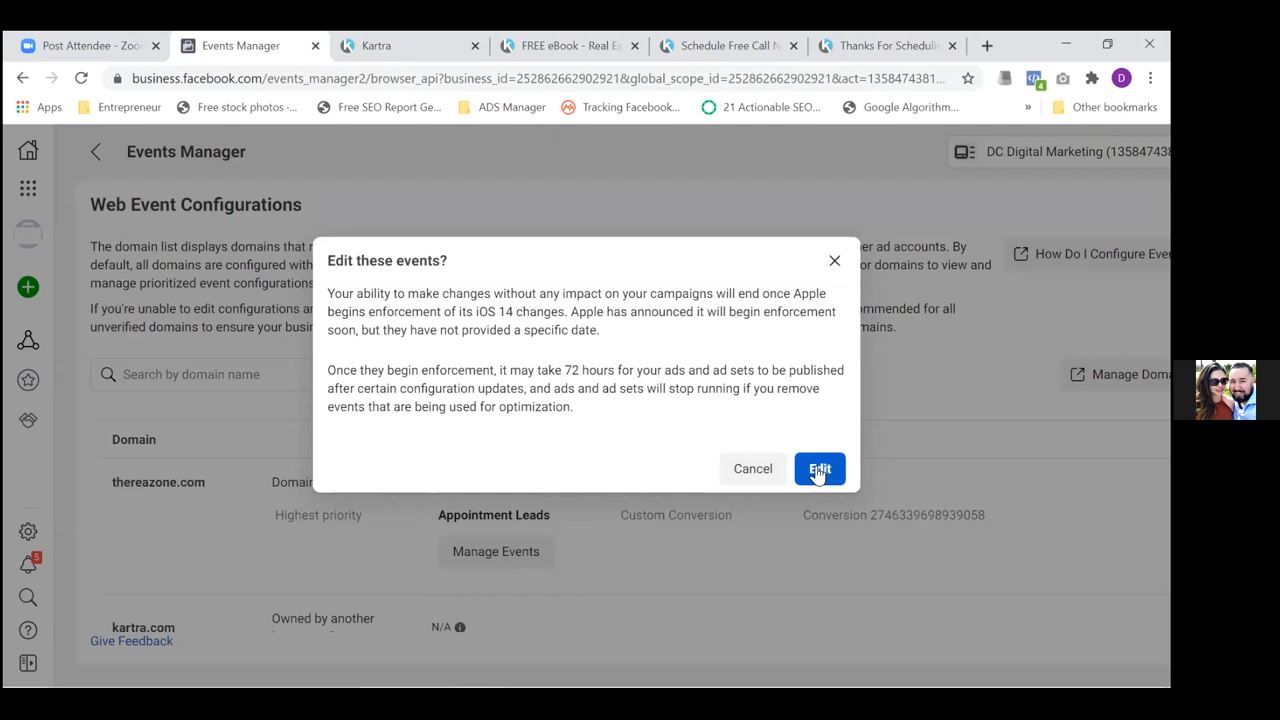 Post Attendee - Zoo
Events Manager
Kartra
FREE eBook - Real Es
Schedule Free Call N
Thanks For Schedulin
business.facebook.com/events_manager2/browser_api?business_id=252862662902921&global_scope_id=252862662902921&act=1358474381...
D
4
Apps
Entrepreneur
Free stock photos -...
Free SEO Report Ge...
ADS Manager
Tracking Facebook...
21 Actionable SEO...
Google Algorithm...
»
Other bookmarks
Events Manager
DC Digital Marketing (135847438
Web Event Configurations
The domain list displays domains that
er ad accounts. By
default, all domains are configured with
or domains to view and
manage prioritized event configurations
How Do I Configure Ever
If you're unable to edit configurations a
ommended for all
unverified domains to ensure your busin
mains.
Search by domain name
Manage Doma
Edit these events?
Your ability to make changes without any impact on your campaigns will end once Apple
begins enforcement of its iOS 14 changes. Apple has announced it will begin enforcement
soon, but they have not provided a specific date.
Once they begin enforcement, it may take 72 hours for your ads and ad sets to be published
after certain configuration updates, and ads and ad sets will stop running if you remove
events that are being used for optimization.
Cancel
Edit
Domain
thereazone.com
Domain
Highest priority
Appointment Leads
Custom Conversion
Conversion 2746339698939058
Manage Events
5
kartra.com
Owned by another
N/A
Give Feedback